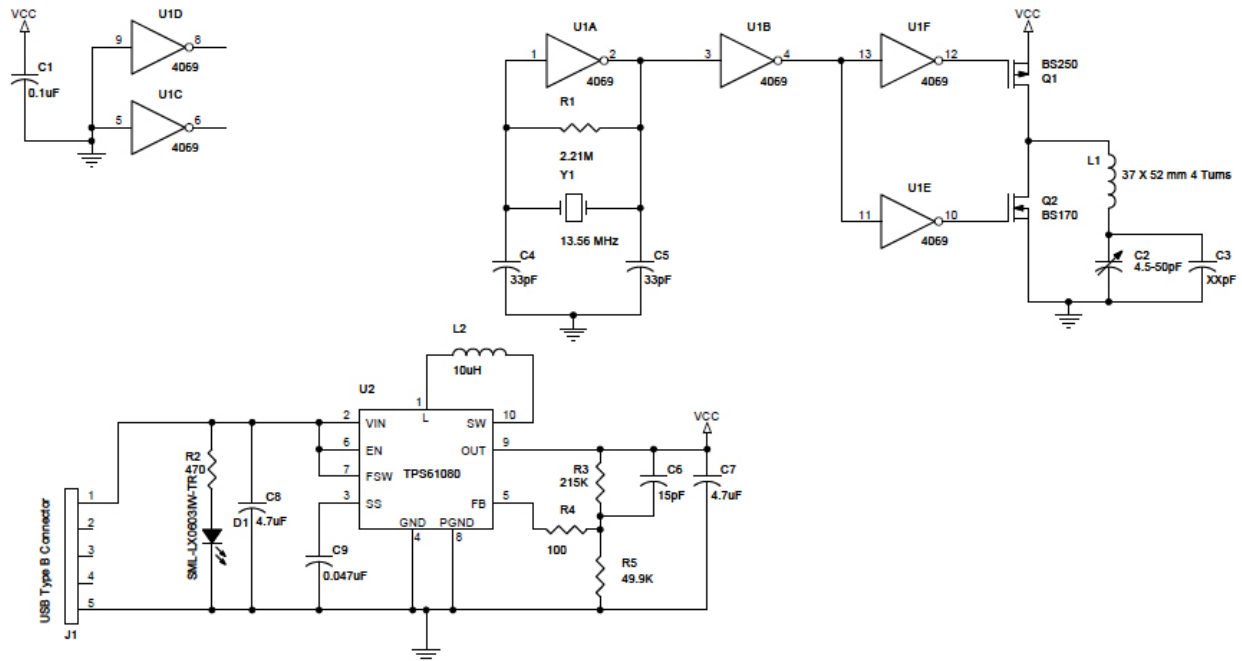 VCC
C1
0.1uF
U1D
9
8
4069
U1C
5
6
4069
U1A
1
2
4069
R1
2.21M
Y1
13.56 MHz
C4
33pF
C5
33pF
U1B
3
4
4069
U1F
13
12
4069
U1E
11
10
4069
VCC
BS250
Q1
Q2
BS170
L1
37 X 52 mm 4 Turns
C2
4.5-50pF
C3
XXpF
L2
10uH
U2
1
L
2
VIN
6
EN
7
FSW
3
SS
TPS61080
SW
10
OUT
9
FB
5
GND
4
PGND
8
R2
470
SML-LX0603IW-TR
D1
C8
4.7uF
C9
0.047uF
R3
215K
R4
100
R5
49.9K
C6
15pF
C7
4.7uF
VCC
USB Type B Connector
1
2
3
4
5
J1